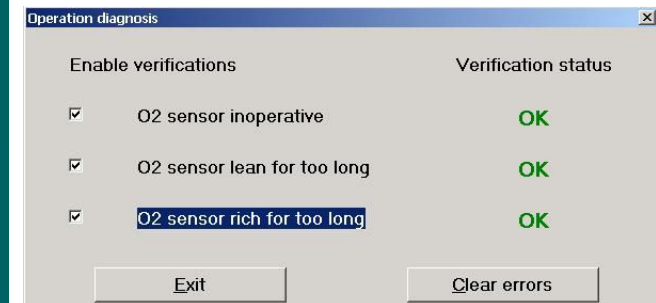 Operation diagnosis
Enable verifications Verification status
O2 sensor inoperative OK
O2 sensor lean for too long OK
O2 sensor rich for too long OK
Exit Clear errors